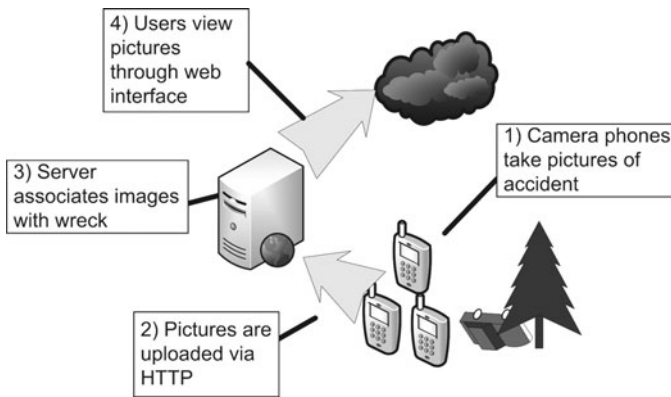 4) Users view
pictures
through web
interface
1) Camera phones
take pictures of
accident
3) Server
associates images
with wreck
2) Pictures are
uploaded via
HTTP